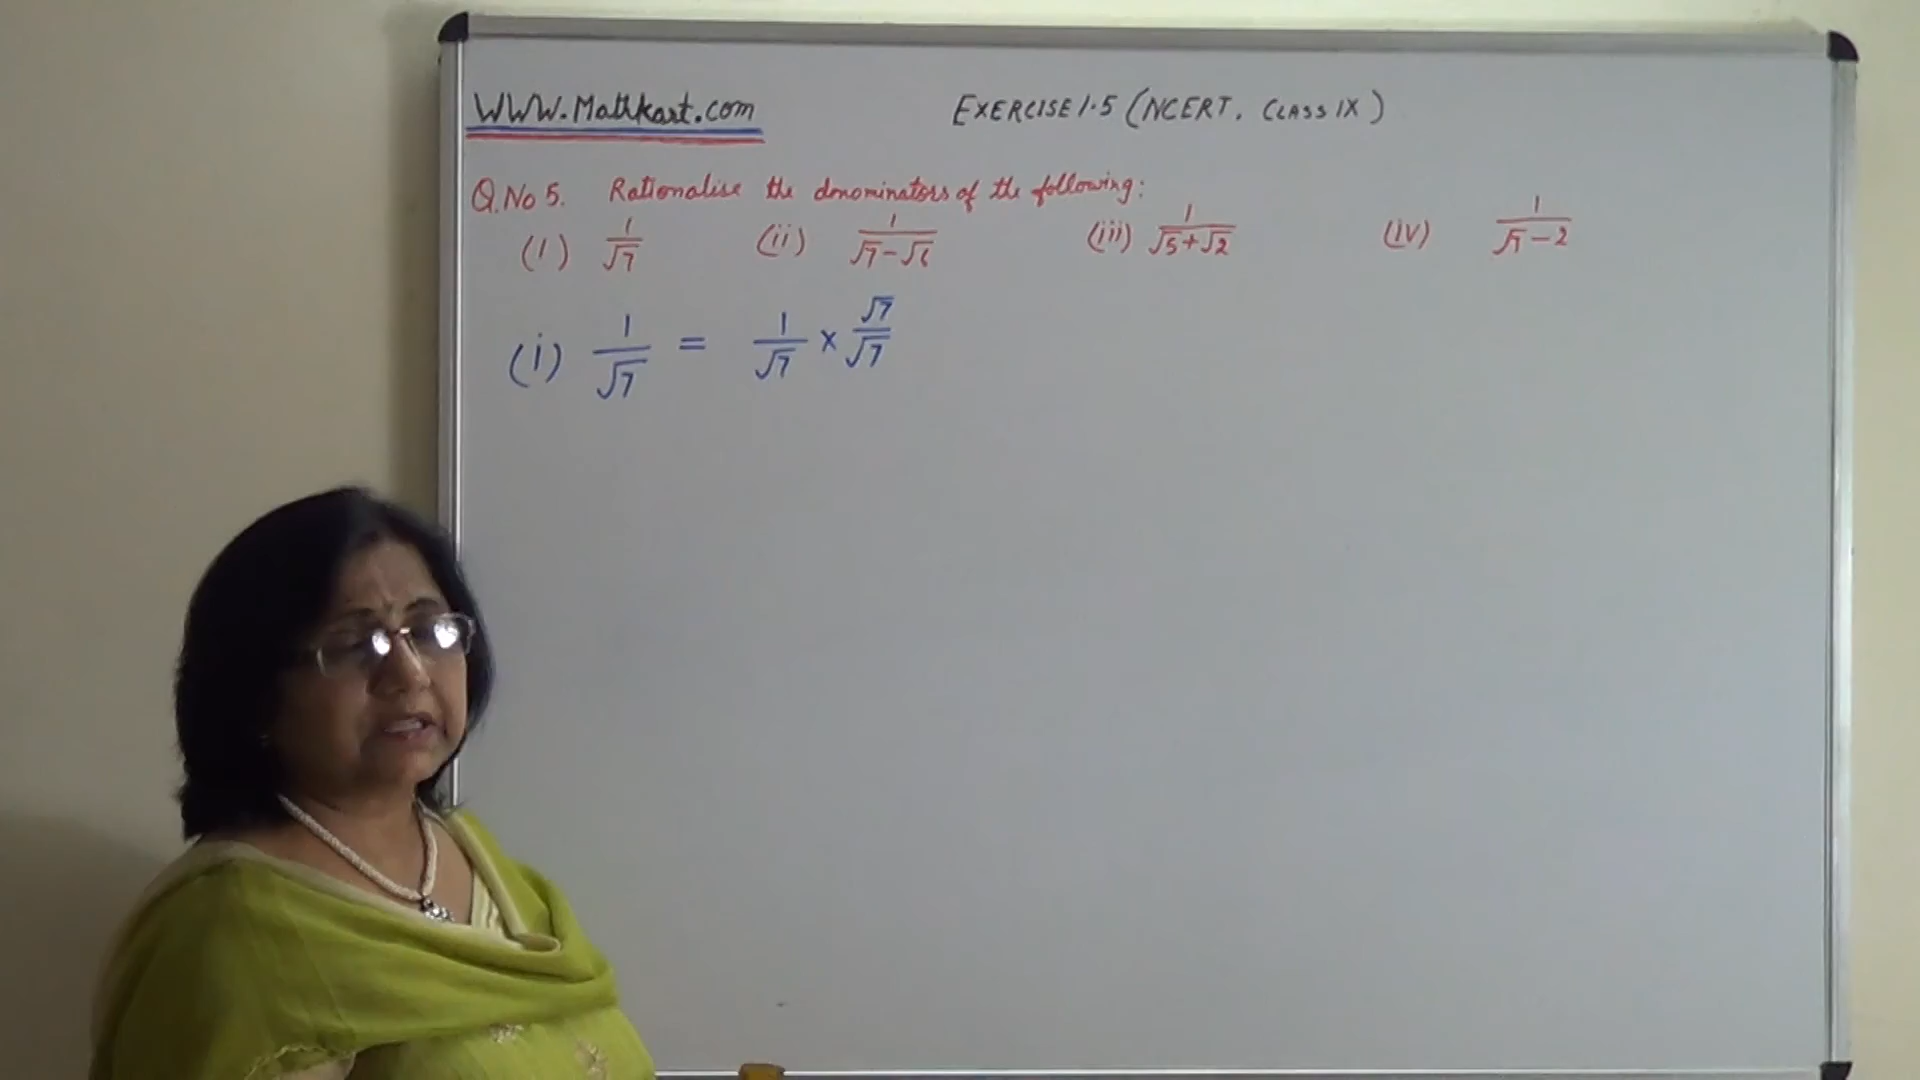 WWW.Mathkart.com EXERCISE 1.5 (NCERT. CLASS IX)
Q.No 5. Rationalise the denominators of the following:
(i) 1/√7 (ii) 1/(√7-√6) (iii) 1/(√5+√2) (iv) 1/(√7-2)
(i) 1/√7 = 1/√7 × √7/√7